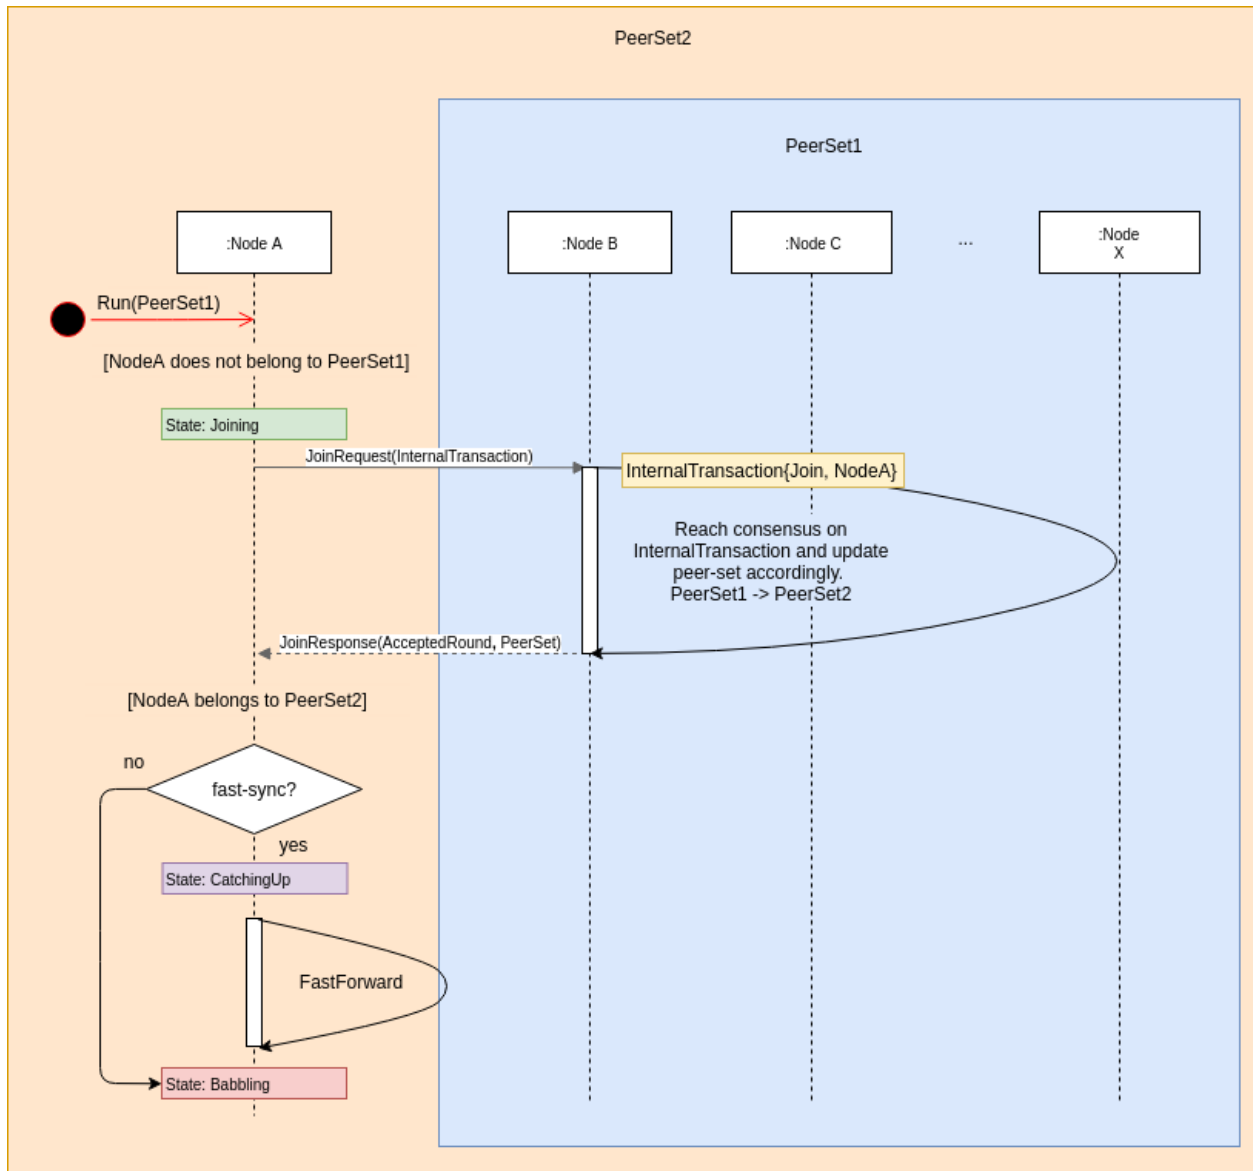 PeerSet2
PeerSet1
:Node A
:Node B
:Node C
...
:Node
X
Run(PeerSet1)
[NodeA does not belong to PeerSet1]
State: Joining
JoinRequest(InternalTransaction)
InternalTransaction{Join, NodeA}
Reach consensus on
InternalTransaction and update
peer-set accordingly.
PeerSet1 -> PeerSet2
JoinResponse(AcceptedRound, PeerSet)
[NodeA belongs to PeerSet2]
no
fast-sync?
yes
State: CatchingUp
FastForward
State: Babbling